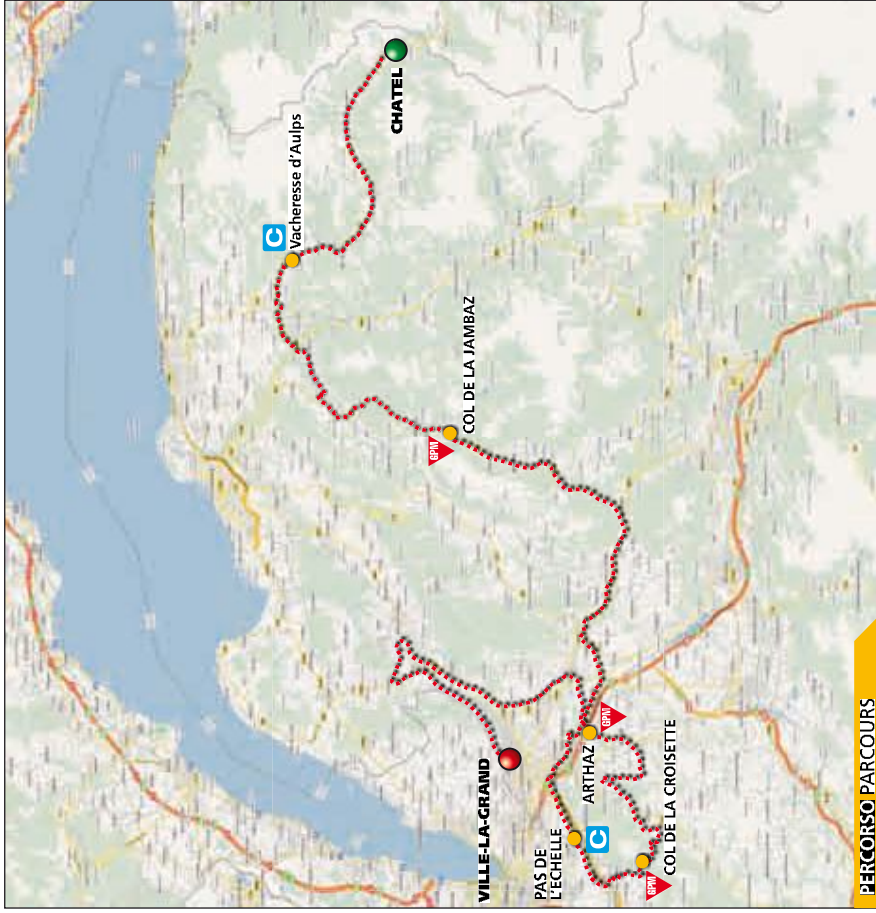 CHATEL
C
Vacheresse d'Aulps
COL DE LA JAMBAZ
GPM
VILLE-LA-GRAND
ARTHAZ
GPM
PAS DE
L'ECHELLE
C
COL DE LA CROISETTE
GPM
PERCORSO PARCOURS